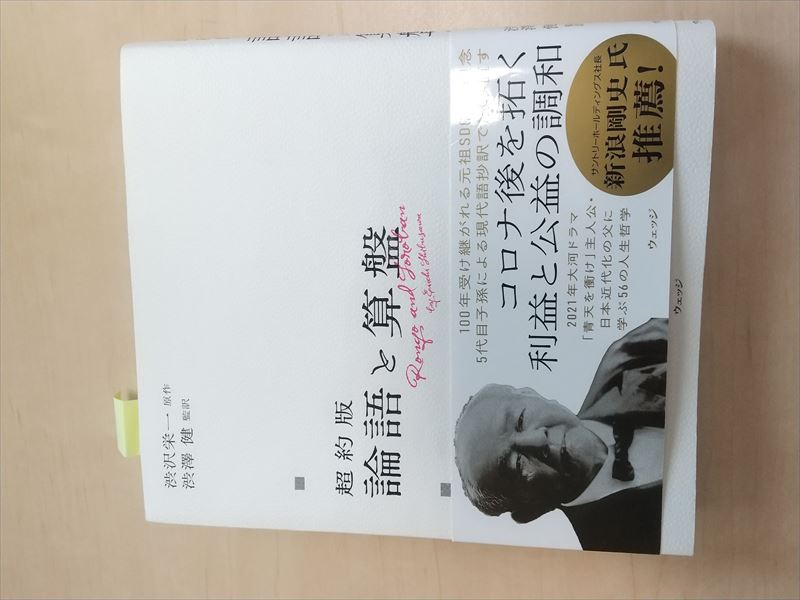 渋沢栄一 原作
渋澤 健 監訳
超約版
論語と算盤
Rongo and Soroban
by Eiichi Shibusawa
100年受け継がれる元祖SD
念
5代目子孫による現代語抄訳で
す
コロナ後を拓く
利益と公益の調和
2021年大河ドラマ
「青天を衝け」主人公・
日本近代化の父に
学ぶ56の人生哲学
ウェッジ
サントリーホールディングス社長
新浪剛史氏
推薦!
ウェッジ